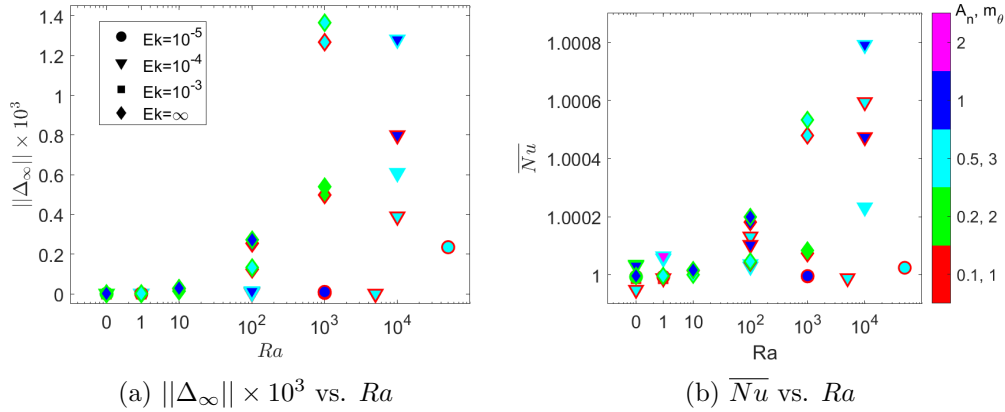 1.4
1.2
1
0.8
0.6
0.4
0.2
0
||Δ∞|| × 10³
Ek=10⁻⁵
Ek=10⁻⁴
Ek=10⁻³
Ek=∞
0 1 10 10² 10³ 10⁴
Ra
(a) ||Δ∞|| × 10³ vs. Ra
1.0008
1.0006
1.0004
1.0002
1
N̅u̅
0 1 10 10² 10³ 10⁴
Ra
(b) N̅u̅ vs. Ra
Aₙ, m_θ
2
1
0.5, 3
0.2, 2
0.1, 1